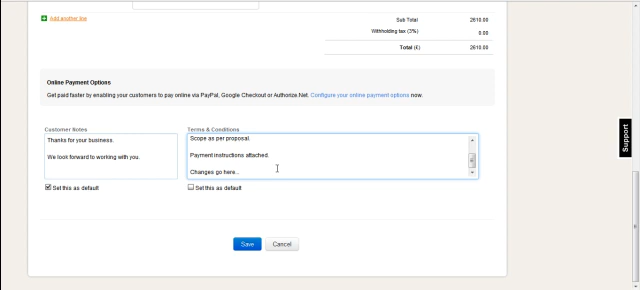 Add another line
Sub Total 2610.00
Withholding tax (3%) 0.00
Total (£) 2610.00
Online Payment Options
Get paid faster by enabling your customers to pay online via PayPal, Google Checkout or Authorize.Net. Configure your online payment options now.
Customer Notes
Thanks for your business.
We look forward to working with you.
Set this as default
Terms & Conditions
Scope as per proposal.
Payment instructions attached.
Changes go here...
Set this as default
Save Cancel
Support